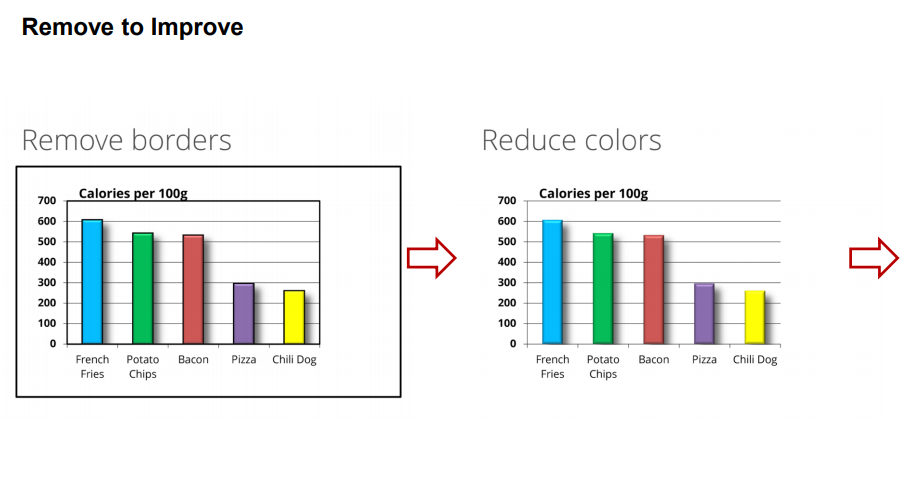 Remove to Improve
Remove borders
Calories per 100g
700
600
500
400
300
200
100
0
French Fries
Potato Chips
Bacon
Pizza
Chili Dog
Reduce colors
Calories per 100g
700
600
500
400
300
200
100
0
French Fries
Potato Chips
Bacon
Pizza
Chili Dog